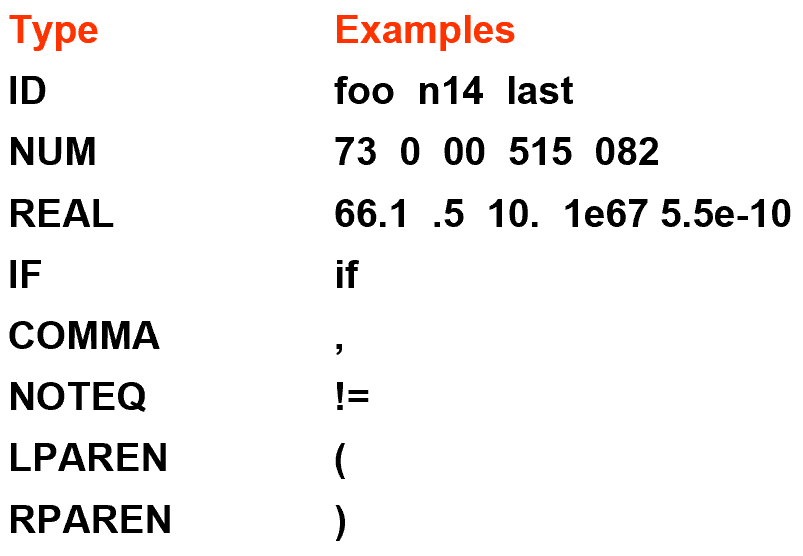 Type Examples
ID foo n14 last
NUM 73 0 00 515 082
REAL 66.1 .5 10. 1e67 5.5e-10
IF if
COMMA ,
NOTEQ !=
LPAREN (
RPAREN )